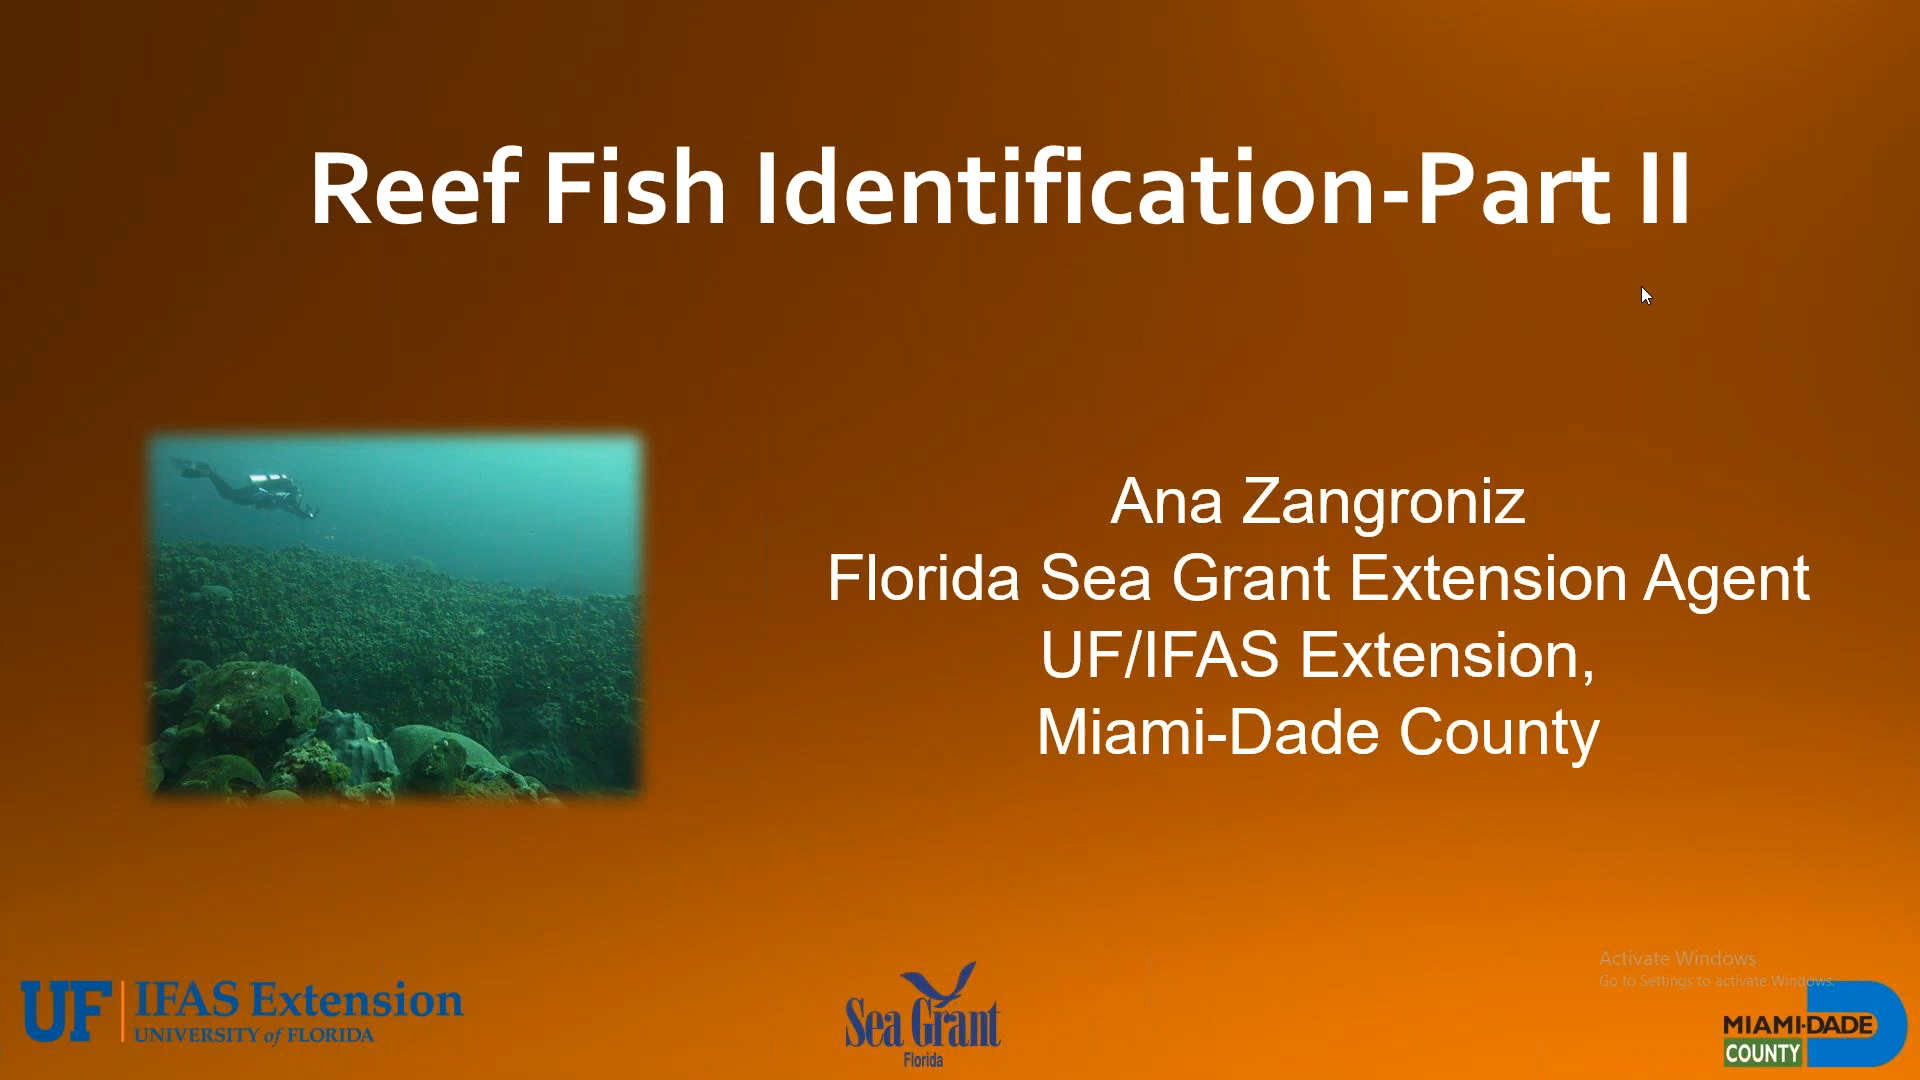 Reef Fish Identification-Part II
Ana Zangroniz
Florida Sea Grant Extension Agent
UF/IFAS Extension,
Miami-Dade County
Activate Windows
Go to Settings to activate Windows.
UF IFAS Extension
UNIVERSITY of FLORIDA
Sea Grant
Florida
MIAMI-DADE
COUNTY